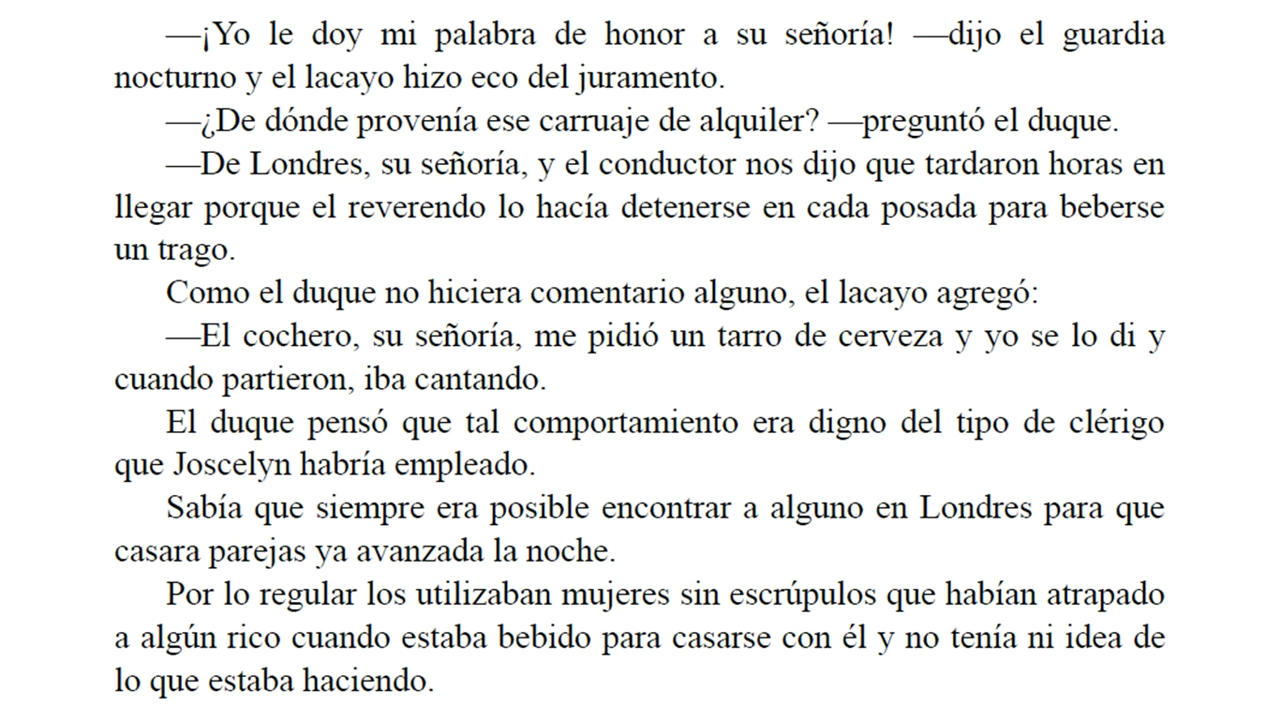 —¡Yo le doy mi palabra de honor a su señoría! —dijo el guardia
nocturno y el lacayo hizo eco del juramento.
—¿De dónde provenía ese carruaje de alquiler? —preguntó el duque.
—De Londres, su señoría, y el conductor nos dijo que tardaron horas en
llegar porque el reverendo lo hacía detenerse en cada posada para beberse
un trago.
Como el duque no hiciera comentario alguno, el lacayo agregó:
—El cochero, su señoría, me pidió un tarro de cerveza y yo se lo di y
cuando partieron, iba cantando.
El duque pensó que tal comportamiento era digno del tipo de clérigo
que Joscelyn habría empleado.
Sabía que siempre era posible encontrar a alguno en Londres para que
casara parejas ya avanzada la noche.
Por lo regular los utilizaban mujeres sin escrúpulos que habían atrapado
a algún rico cuando estaba bebido para casarse con él y no tenía ni idea de
lo que estaba haciendo.